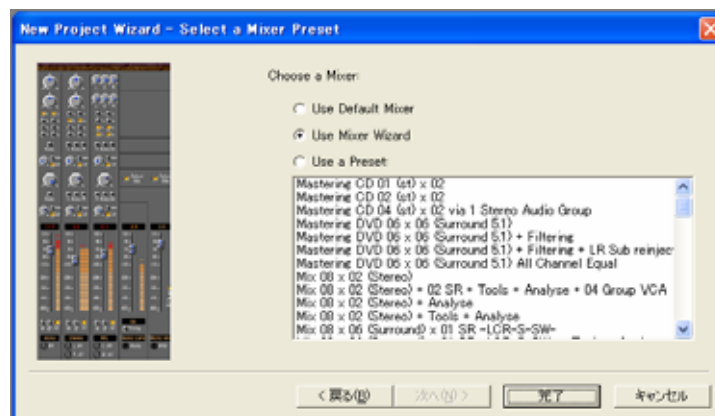 New Project Wizard - Select a Mixer Preset
Choose a Mixer:
Use Default Mixer
Use Mixer Wizard
Use a Preset:
Mastering CD 01 (st) x 02
Mastering CD 02 (st) x 02
Mastering CD 04 (st) x 02 via 1 Stereo Audio Group
Mastering DVD 06 x 06 (Surround 5.1)
Mastering DVD 06 x 06 (Surround 5.1) + Filtering
Mastering DVD 06 x 06 (Surround 5.1) + Filtering + LR Sub reinjec
Mastering DVD 06 x 06 (Surround 5.1) All Channel Equal
Mix 08 x 02 (Stereo)
Mix 08 x 02 (Stereo) + 02 SR + Tools + Analyse + 04 Group VCA
Mix 08 x 02 (Stereo) + Analyse
Mix 08 x 02 (Stereo) + Tools + Analyse
Mix 08 x 06 (Surround) x 01 SR -LCR-S-SW-
< 戻る(B)
次へ(N) >
完了
キャンセル